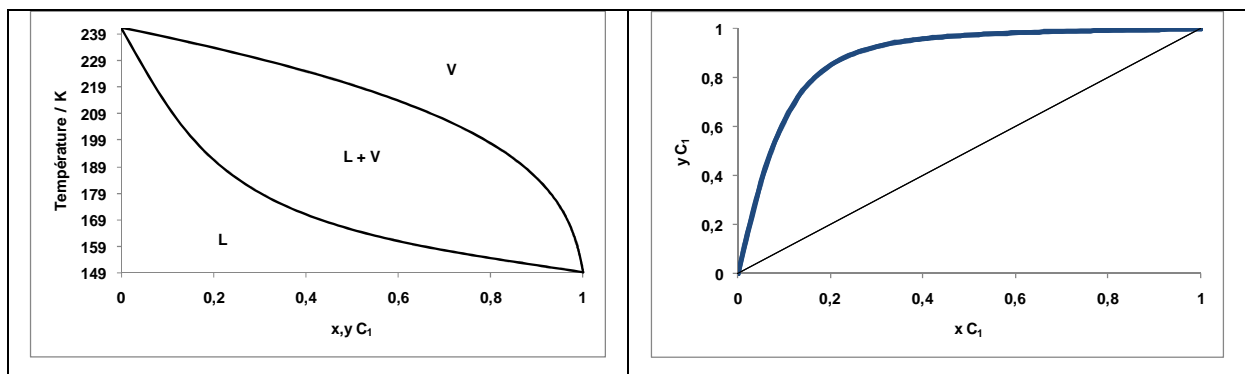 Température / K
239
229
219
209
199
189
179
169
159
149
V
L + V
L
0 0,2 0,4 0,6 0,8 1
x,y C₁
y C₁
1
0,8
0,6
0,4
0,2
0
0 0,2 0,4 0,6 0,8 1
x C₁